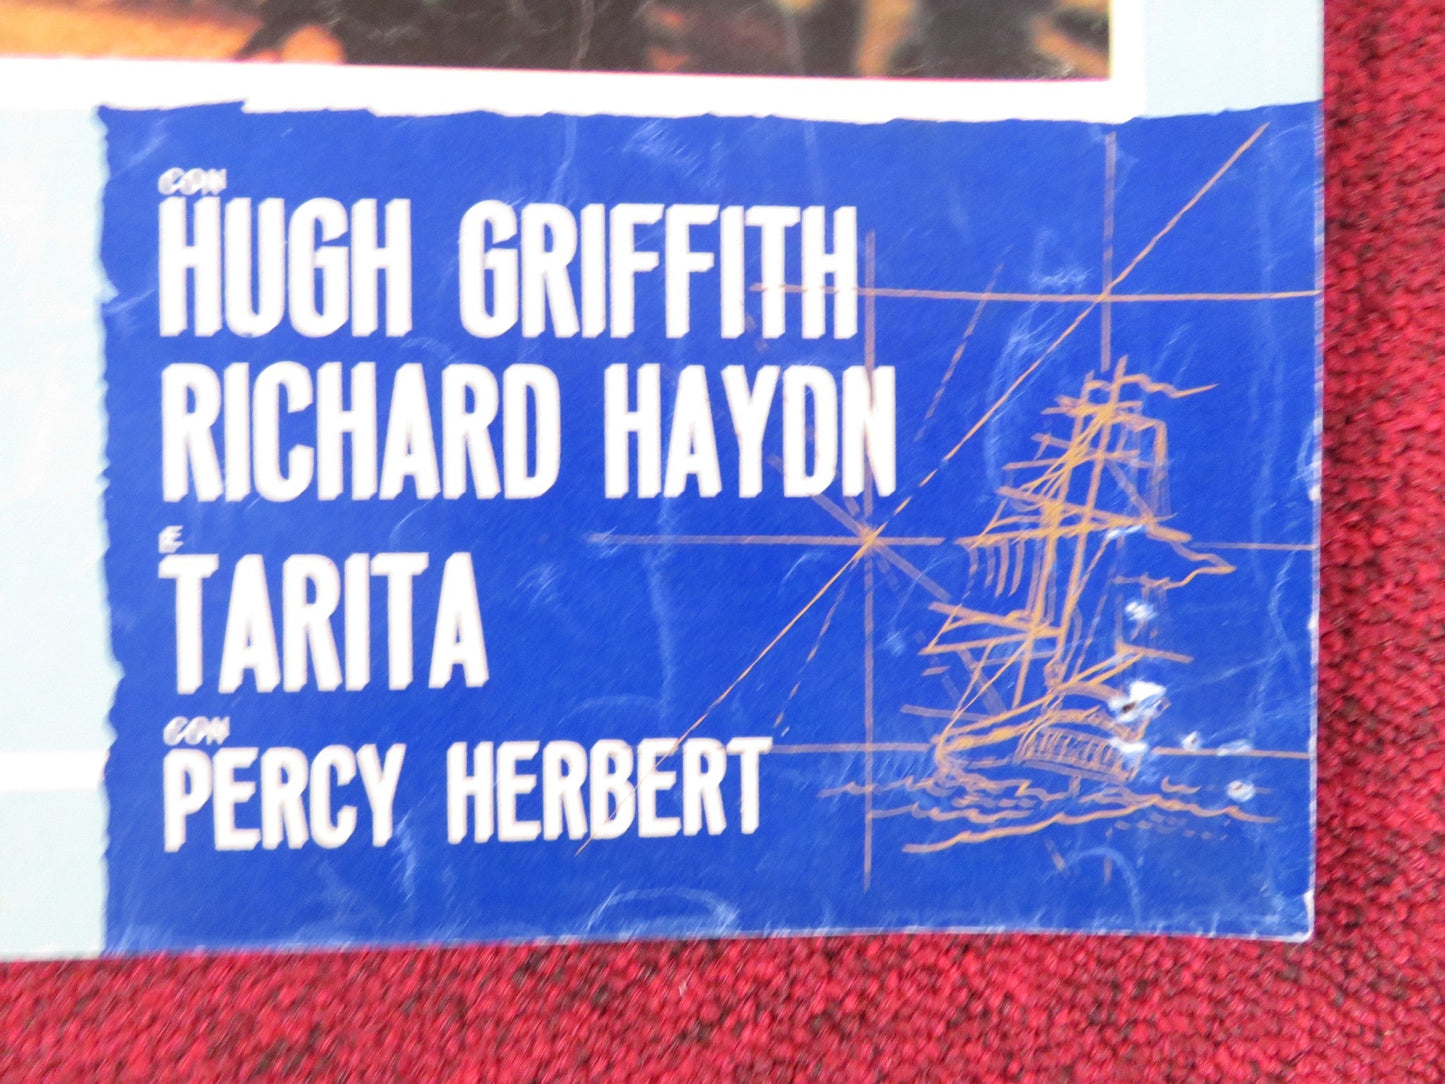 CON
HUGH GRIFFITH
RICHARD HAYDN
E
TARITA
CON
PERCY HERBERT